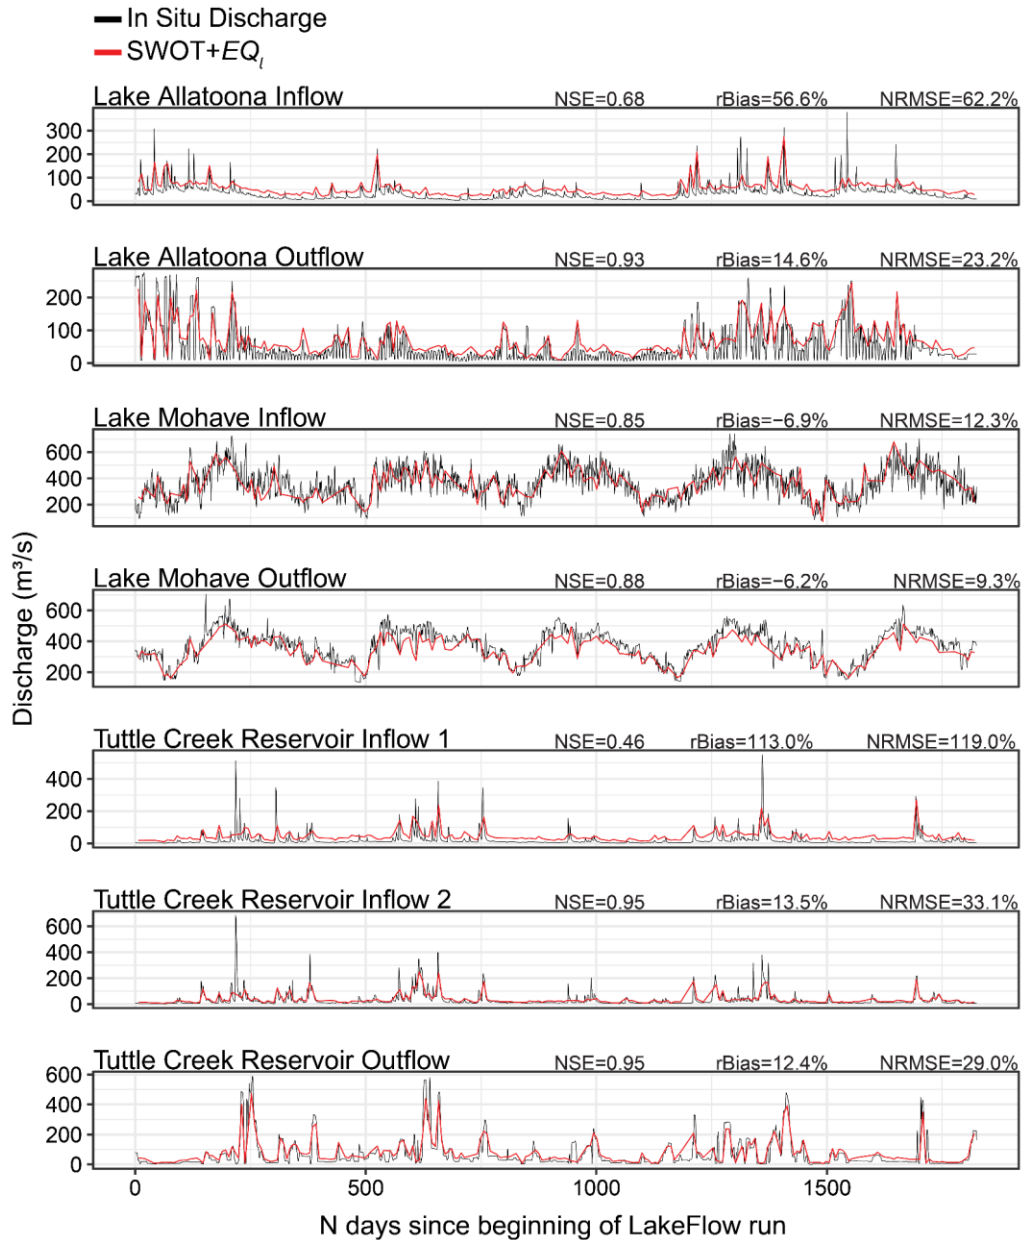 In Situ Discharge
SWOT+EQl
Lake Allatoona Inflow NSE=0.68 rBias=56.6% NRMSE=62.2%
300
200
100
0
Lake Allatoona Outflow NSE=0.93 rBias=14.6% NRMSE=23.2%
200
100
0
Lake Mohave Inflow NSE=0.85 rBias=−6.9% NRMSE=12.3%
600
400
200
Lake Mohave Outflow NSE=0.88 rBias=−6.2% NRMSE=9.3%
600
400
200
Discharge (m³/s)
Tuttle Creek Reservoir Inflow 1 NSE=0.46 rBias=113.0% NRMSE=119.0%
400
200
0
Tuttle Creek Reservoir Inflow 2 NSE=0.95 rBias=13.5% NRMSE=33.1%
600
400
200
0
Tuttle Creek Reservoir Outflow NSE=0.95 rBias=12.4% NRMSE=29.0%
600
400
200
0
0 500 1000 1500
N days since beginning of LakeFlow run